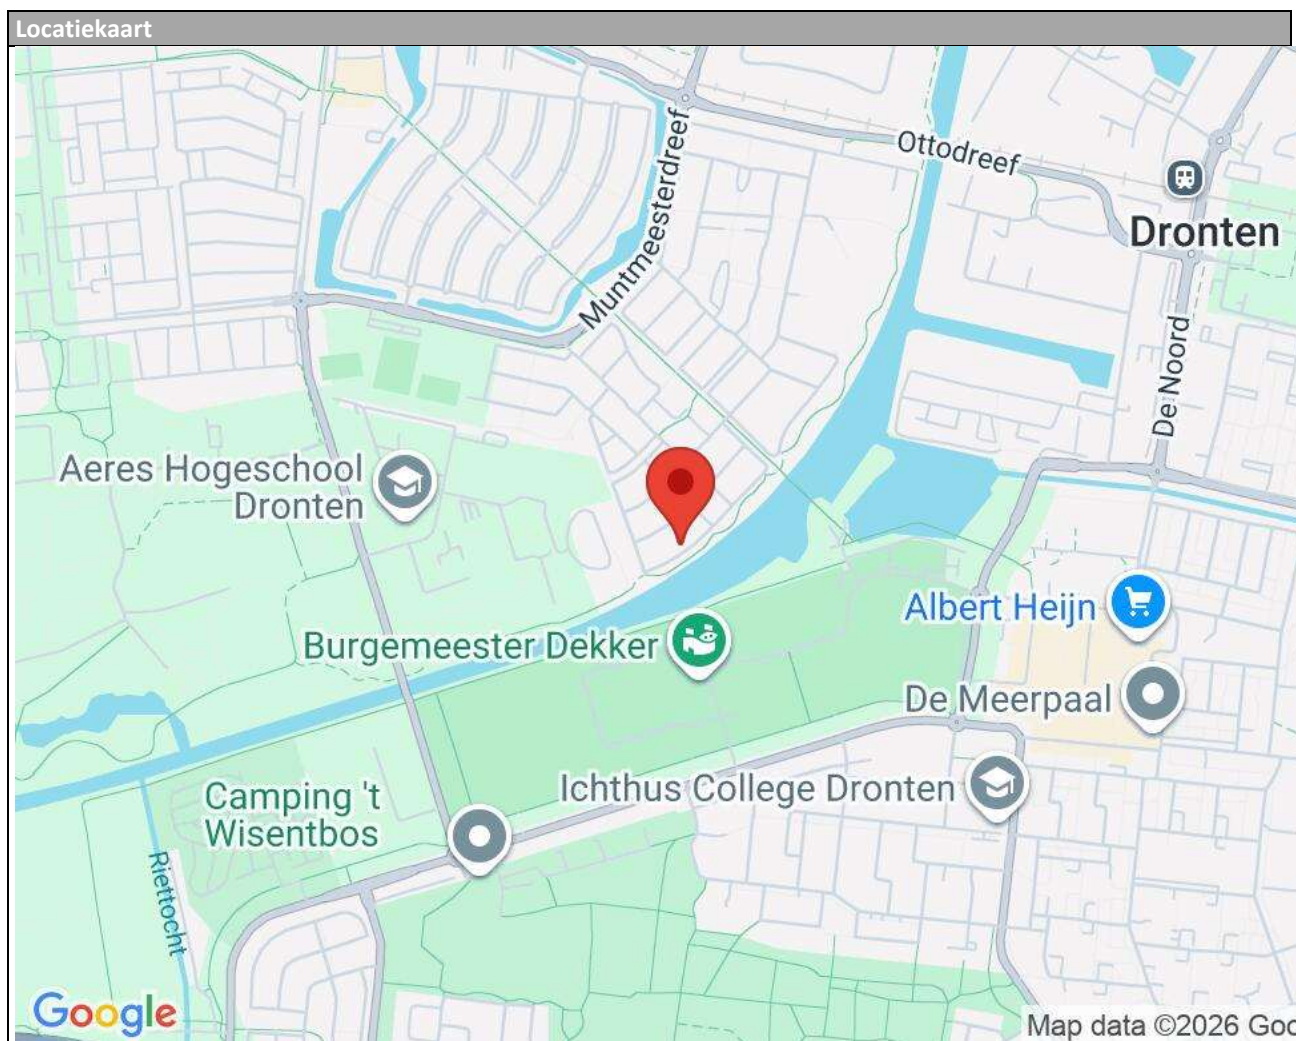 Locatiekaart
Ottodreef
Muntmeesterdreef
Dronten
De Noord
Aeres Hogeschool
Dronten
Albert Heijn
Burgemeester Dekker
De Meerpaal
Ichthus College Dronten
Camping 't
Wisentbos
Riettocht
Google
Map data ©2026 Goo